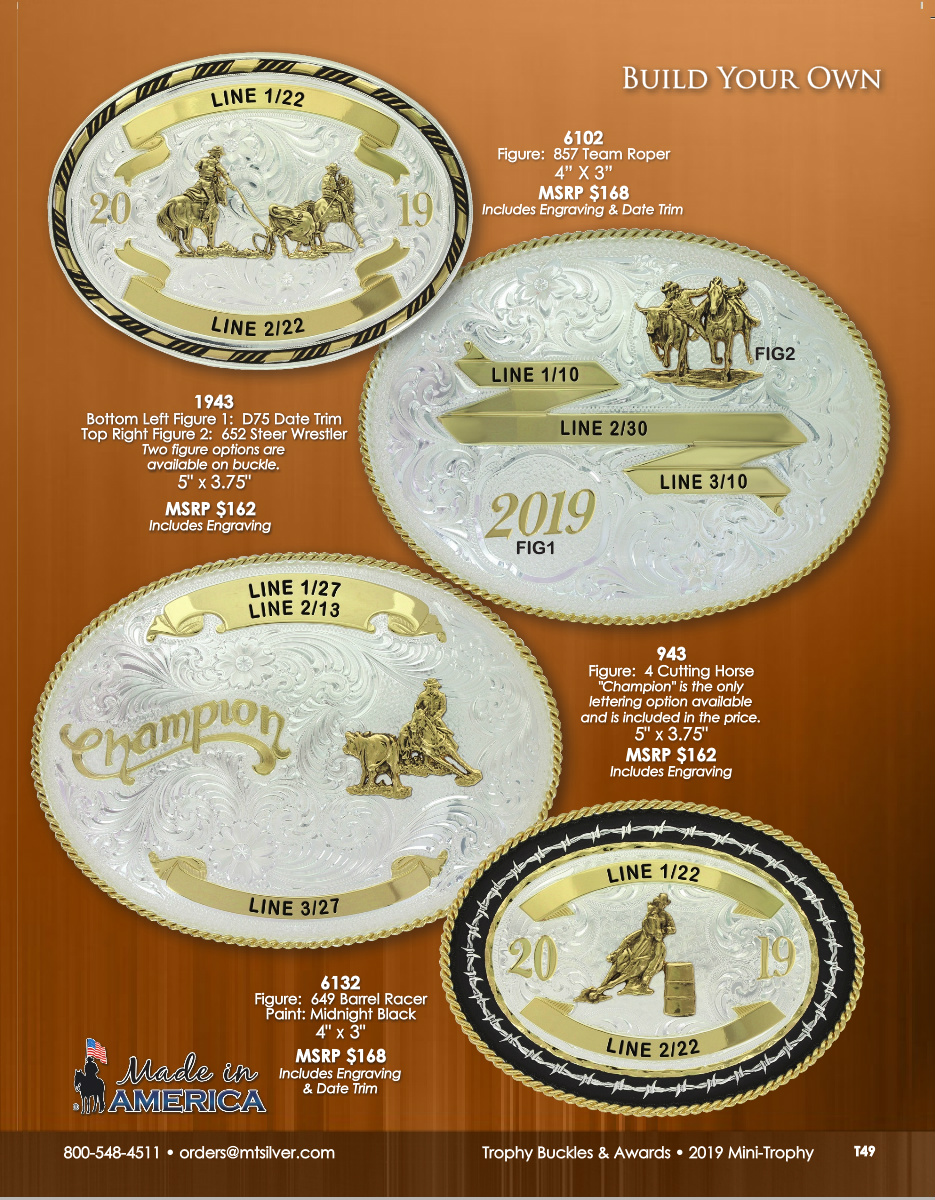 BUILD YOUR OWN
LINE 1/22
20
19
LINE 2/22
6102
Figure: 857 Team Roper
4” X 3”
MSRP $168
Includes Engraving & Date Trim
FIG2
LINE 1/10
LINE 2/30
LINE 3/10
2019
FIG1
1943
Bottom Left Figure 1: D75 Date Trim
Top Right Figure 2: 652 Steer Wrestler
Two figure options are
available on buckle.
5" x 3.75"
MSRP $162
Includes Engraving
LINE 1/27
LINE 2/13
Champion
LINE 3/27
943
Figure: 4 Cutting Horse
"Champion" is the only
lettering option available
and is included in the price.
5" x 3.75"
MSRP $162
Includes Engraving
LINE 1/22
20
19
LINE 2/22
6132
Figure: 649 Barrel Racer
Paint: Midnight Black
4" x 3"
MSRP $168
Includes Engraving
& Date Trim
Made in
AMERICA
800-548-4511 • orders@mtsilver.com
Trophy Buckles & Awards • 2019 Mini-Trophy
T49